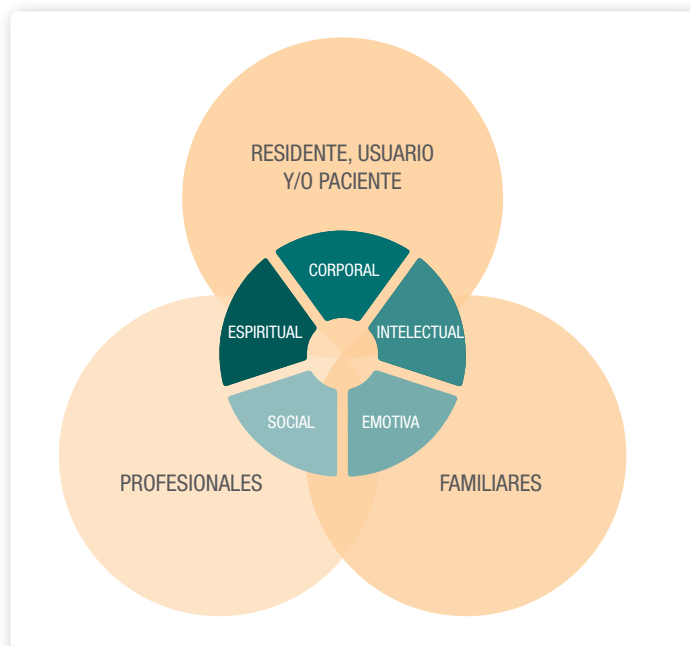 RESIDENTE, USUARIO
Y/O PACIENTE
CORPORAL
ESPIRITUAL
INTELECTUAL
SOCIAL
EMOTIVA
PROFESIONALES
FAMILIARES